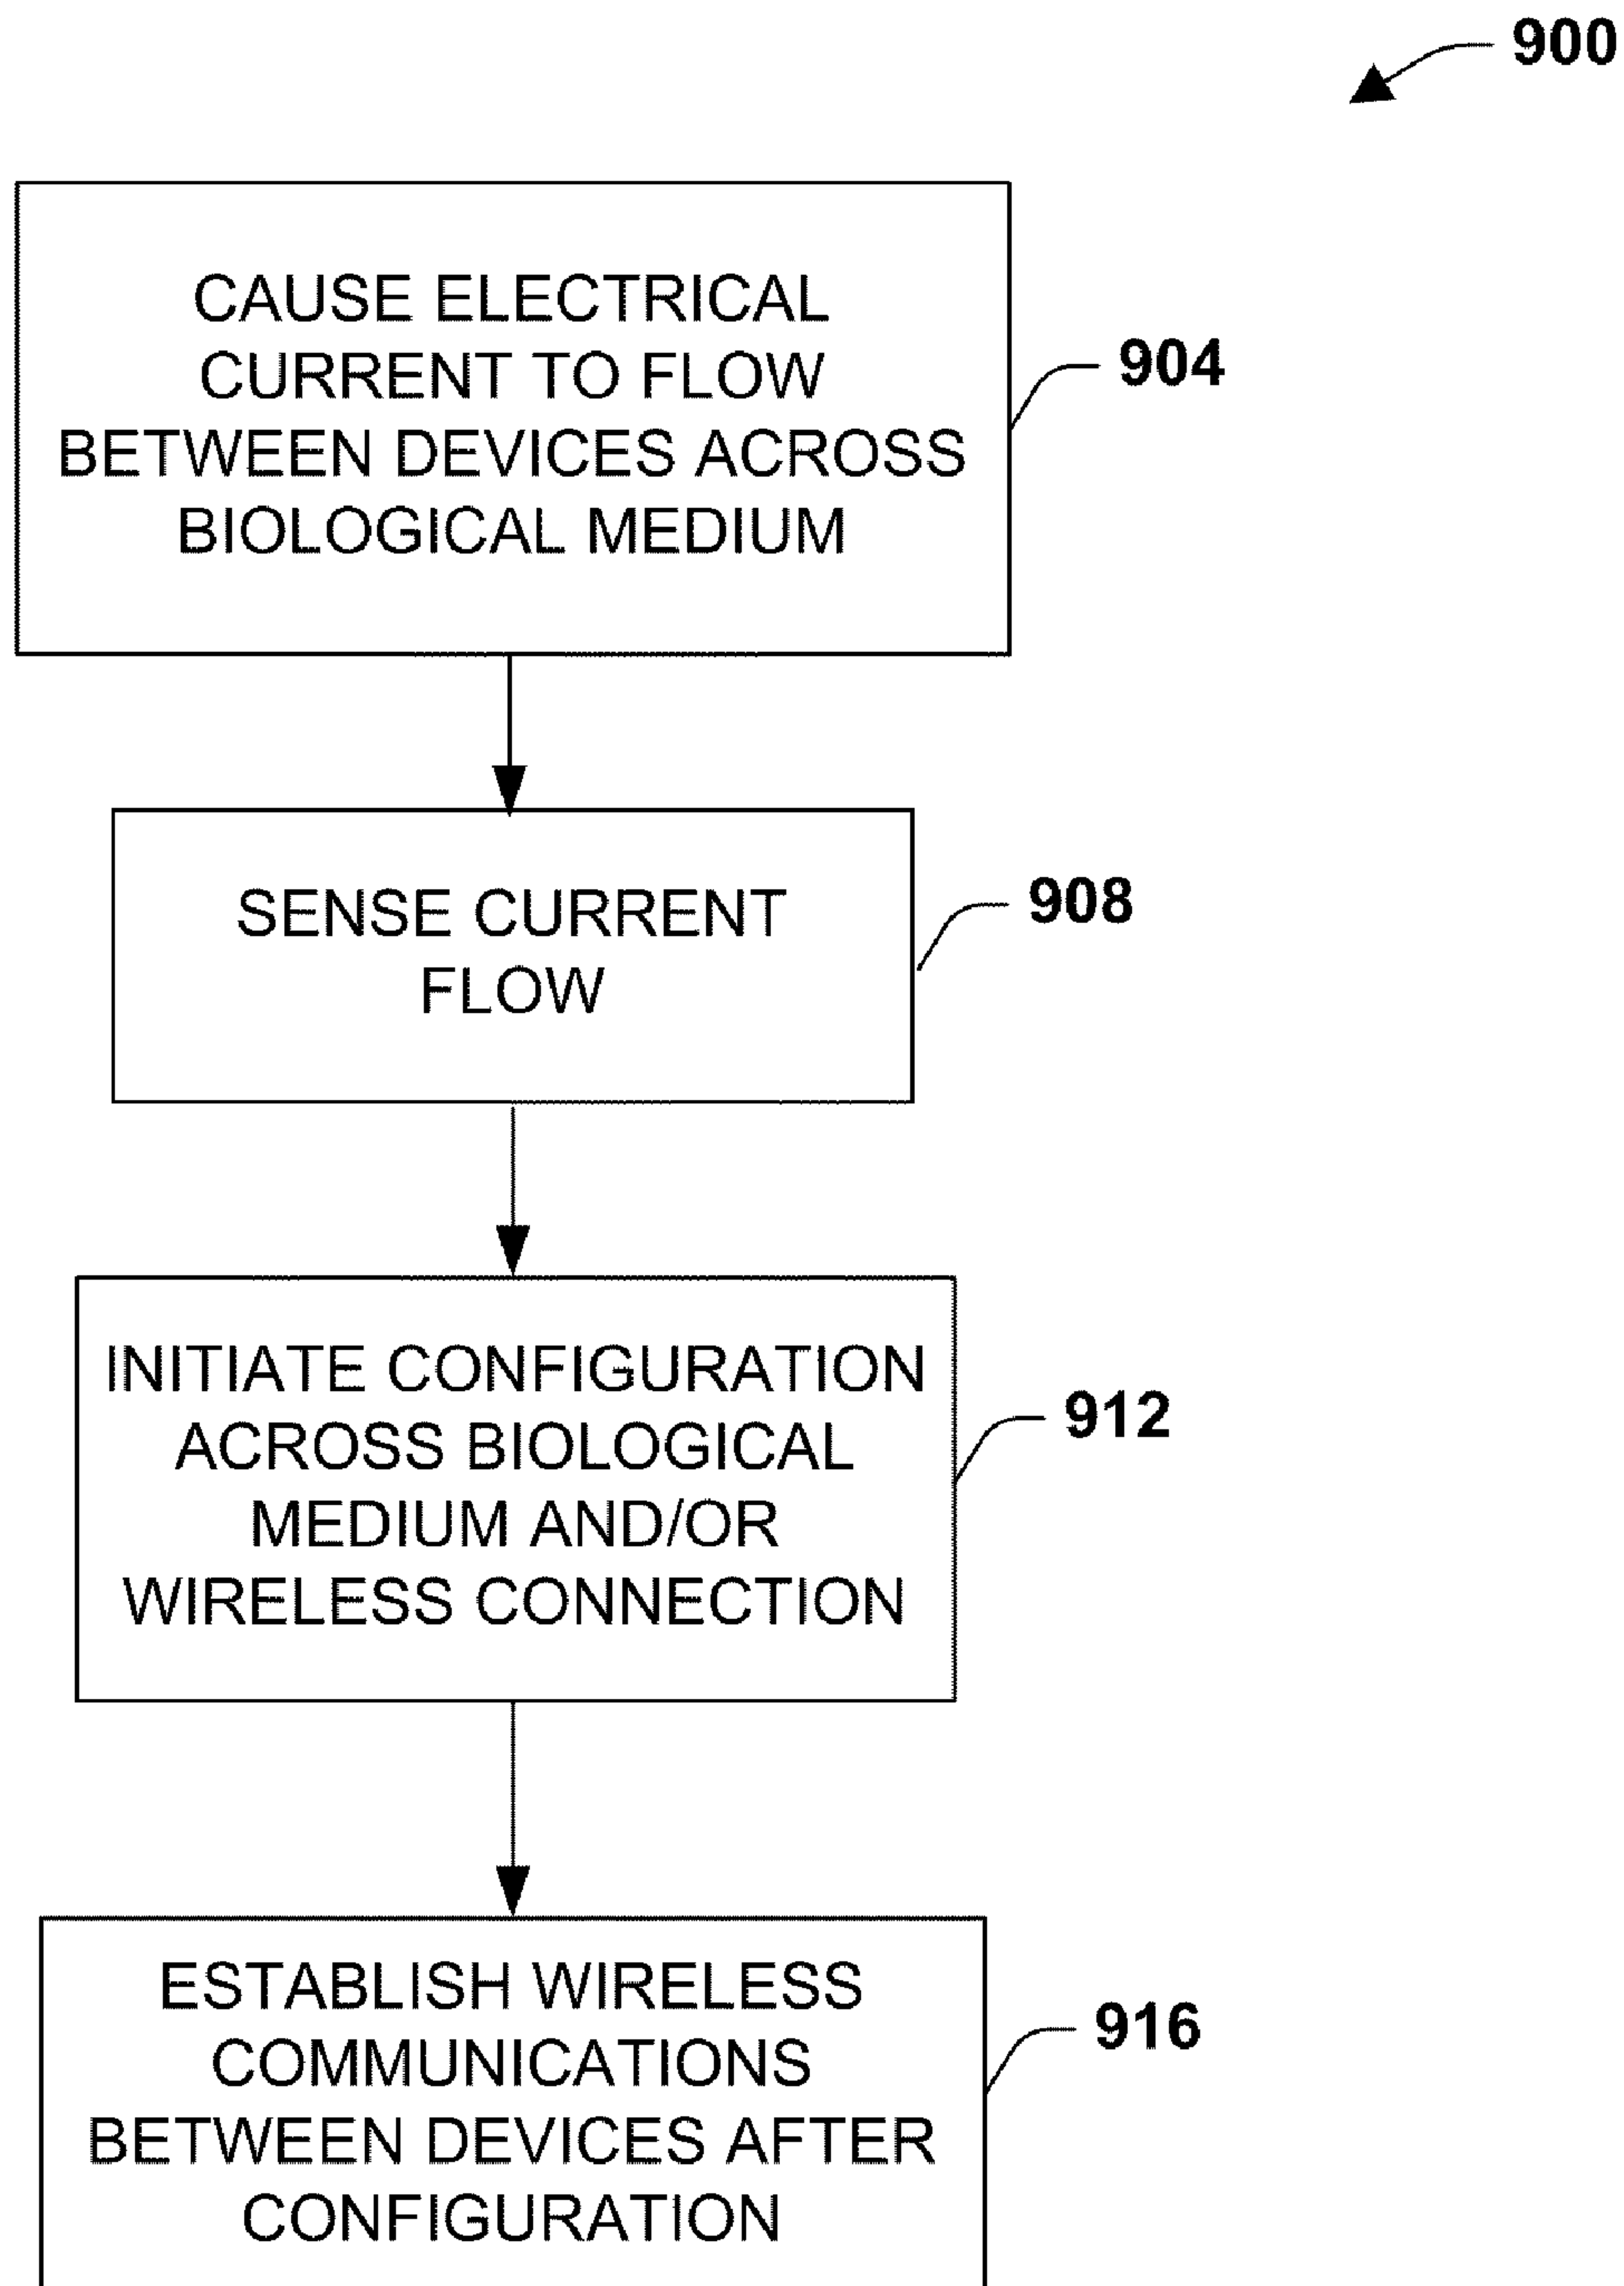 900
CAUSE ELECTRICAL
CURRENT TO FLOW
BETWEEN DEVICES ACROSS
BIOLOGICAL MEDIUM
904
SENSE CURRENT
FLOW
908
INITIATE CONFIGURATION
ACROSS BIOLOGICAL
MEDIUM AND/OR
WIRELESS CONNECTION
912
ESTABLISH WIRELESS
COMMUNICATIONS
BETWEEN DEVICES AFTER
CONFIGURATION
916